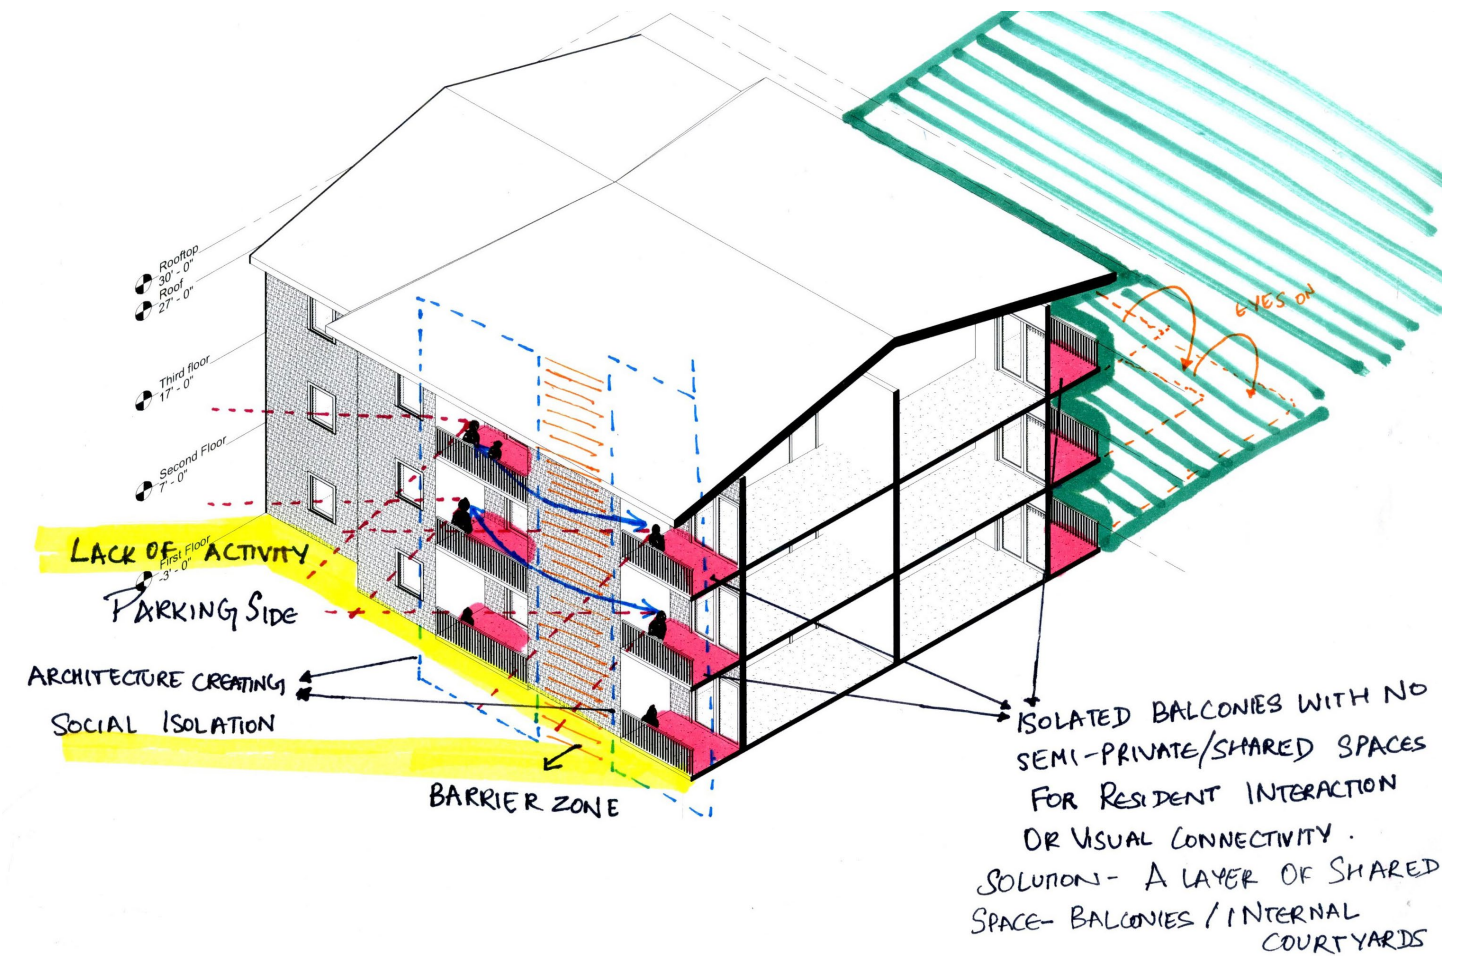 Rooftop
30' - 0"
Roof
27' - 0"
Third floor
17' - 0"
Second Floor
7' - 0"
First Floor
-3' - 0"
LACK OF ACTIVITY
PARKING SIDE
ARCHITECTURE CREATING
SOCIAL ISOLATION
BARRIER ZONE
EYES ON
ISOLATED BALCONIES WITH NO
SEMI-PRIVATE/SHARED SPACES
FOR RESIDENT INTERACTION
OR VISUAL CONNECTIVITY.
SOLUTION- A LAYER OF SHARED
SPACE- BALCONIES / INTERNAL
COURTYARDS